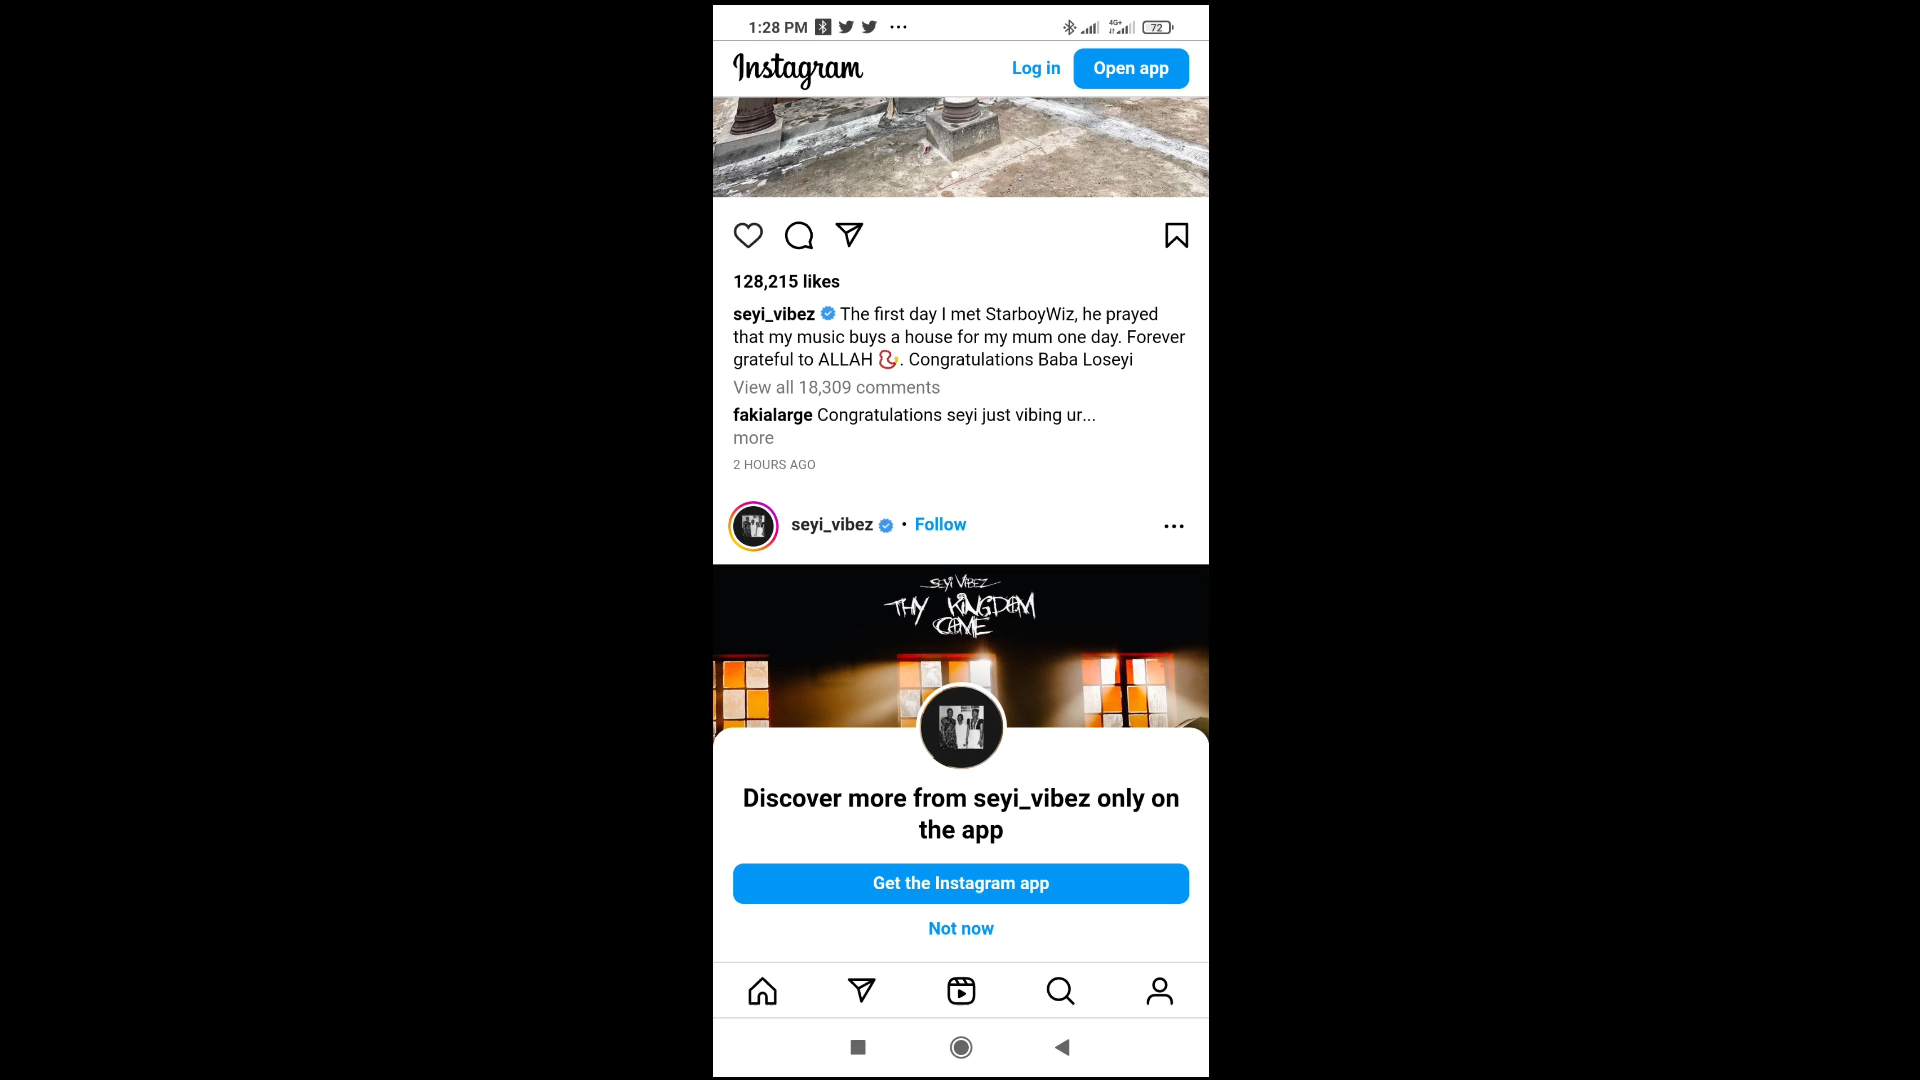 1:28 PM ...
4G+
72
Instagram
Log in
Open app
128,215 likes
seyi_vibez The first day I met StarboyWiz, he prayed
that my music buys a house for my mum one day. Forever
grateful to ALLAH 📿. Congratulations Baba Loseyi
View all 18,309 comments
fakialarge Congratulations seyi just vibing ur...
more
2 HOURS AGO
seyi_vibez • Follow
SEYI VIBEZ
THY KINGDOM
COME
Discover more from seyi_vibez only on
the app
Get the Instagram app
Not now